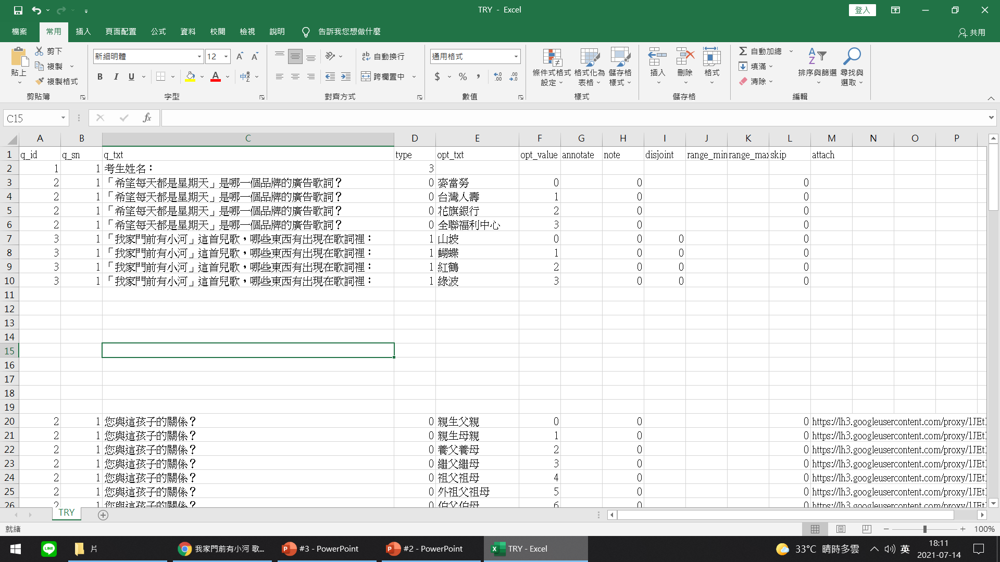 TRY - Excel
登入
檔案 常用 插入 頁面配置 公式 資料 校閱 檢視 說明 告訴我您想做什麼 共用
貼上 剪下 複製 複製格式 剪貼簿
新細明體 12 B I U A 字型
自動換行 跨欄置中 對齊方式
通用格式 $ % , 數值
條件式格式設定 格式化為表格 儲存格樣式 樣式
插入 刪除 格式 儲存格
自動加總 填滿 清除 排序與篩選 尋找與選取 編輯
C15 fx
A B C D E F G H I J K L M N O P
1 q_id q_sn q_txt type opt_txt opt_value annotate note disjoint range_min range_max skip attach
2 1 1 考生姓名： 3
3 2 1 「希望每天都是星期天」是哪一個品牌的廣告歌詞？ 0 麥當勞 0 0 0
4 2 1 「希望每天都是星期天」是哪一個品牌的廣告歌詞？ 0 台灣人壽 1 0 0
5 2 1 「希望每天都是星期天」是哪一個品牌的廣告歌詞？ 0 花旗銀行 2 0 0
6 2 1 「希望每天都是星期天」是哪一個品牌的廣告歌詞？ 0 全聯福利中心 3 0 0
7 3 1 「我家門前有小河」這首兒歌，哪些東西有出現在歌詞裡： 1 山坡 0 0 0 0
8 3 1 「我家門前有小河」這首兒歌，哪些東西有出現在歌詞裡： 1 蝴蝶 1 0 0 0
9 3 1 「我家門前有小河」這首兒歌，哪些東西有出現在歌詞裡： 1 紅鶴 2 0 0 0
10 3 1 「我家門前有小河」這首兒歌，哪些東西有出現在歌詞裡： 1 綠波 3 0 0 0
11
12
13
14
15
16
17
18
19
20 2 1 您與這孩子的關係？ 0 親生父親 0 0 0 https://lh3.googleusercontent.com/proxy/1JEt
21 2 1 您與這孩子的關係？ 0 親生母親 1 0 0 https://lh3.googleusercontent.com/proxy/1JEt
22 2 1 您與這孩子的關係？ 0 養父養母 2 0 0 https://lh3.googleusercontent.com/proxy/1JEt
23 2 1 您與這孩子的關係？ 0 繼父繼母 3 0 0 https://lh3.googleusercontent.com/proxy/1JEt
24 2 1 您與這孩子的關係？ 0 祖父祖母 4 0 0 https://lh3.googleusercontent.com/proxy/1JEt
25 2 1 您與這孩子的關係？ 0 外祖父祖母 5 0 0 https://lh3.googleusercontent.com/proxy/1JEt
26 2 1 您與這孩子的關係？ 0 伯父伯母 6 0 0 https://lh3.googleusercontent.com/proxy/1JEt
TRY
就緒 100%
LINE 片 我家門前有小河 歌... #3 - PowerPoint #2 - PowerPoint TRY - Excel 33°C 晴時多雲 英 18:11
2021-07-14